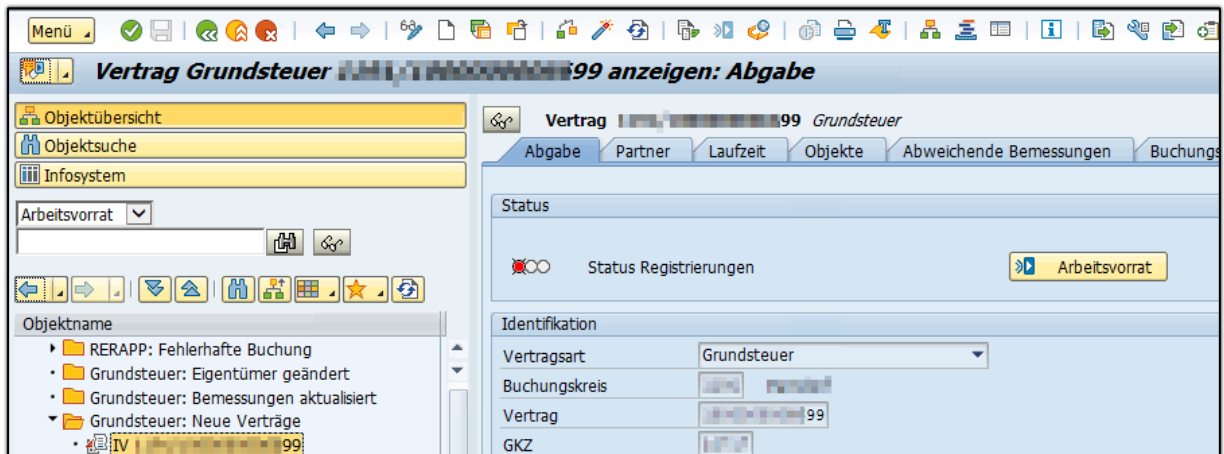 Menü
Vertrag Grundsteuer 99 anzeigen: Abgabe
Objektübersicht
Objektsuche
Infosystem
Arbeitsvorrat
Objektname
RERAPP: Fehlerhafte Buchung
Grundsteuer: Eigentümer geändert
Grundsteuer: Bemessungen aktualisiert
Grundsteuer: Neue Verträge
IV 99
Vertrag 99 Grundsteuer
Abgabe Partner Laufzeit Objekte Abweichende Bemessungen Buchungs
Status
Status Registrierungen Arbeitsvorrat
Identifikation
Vertragsart Grundsteuer
Buchungskreis
Vertrag 99
GKZ